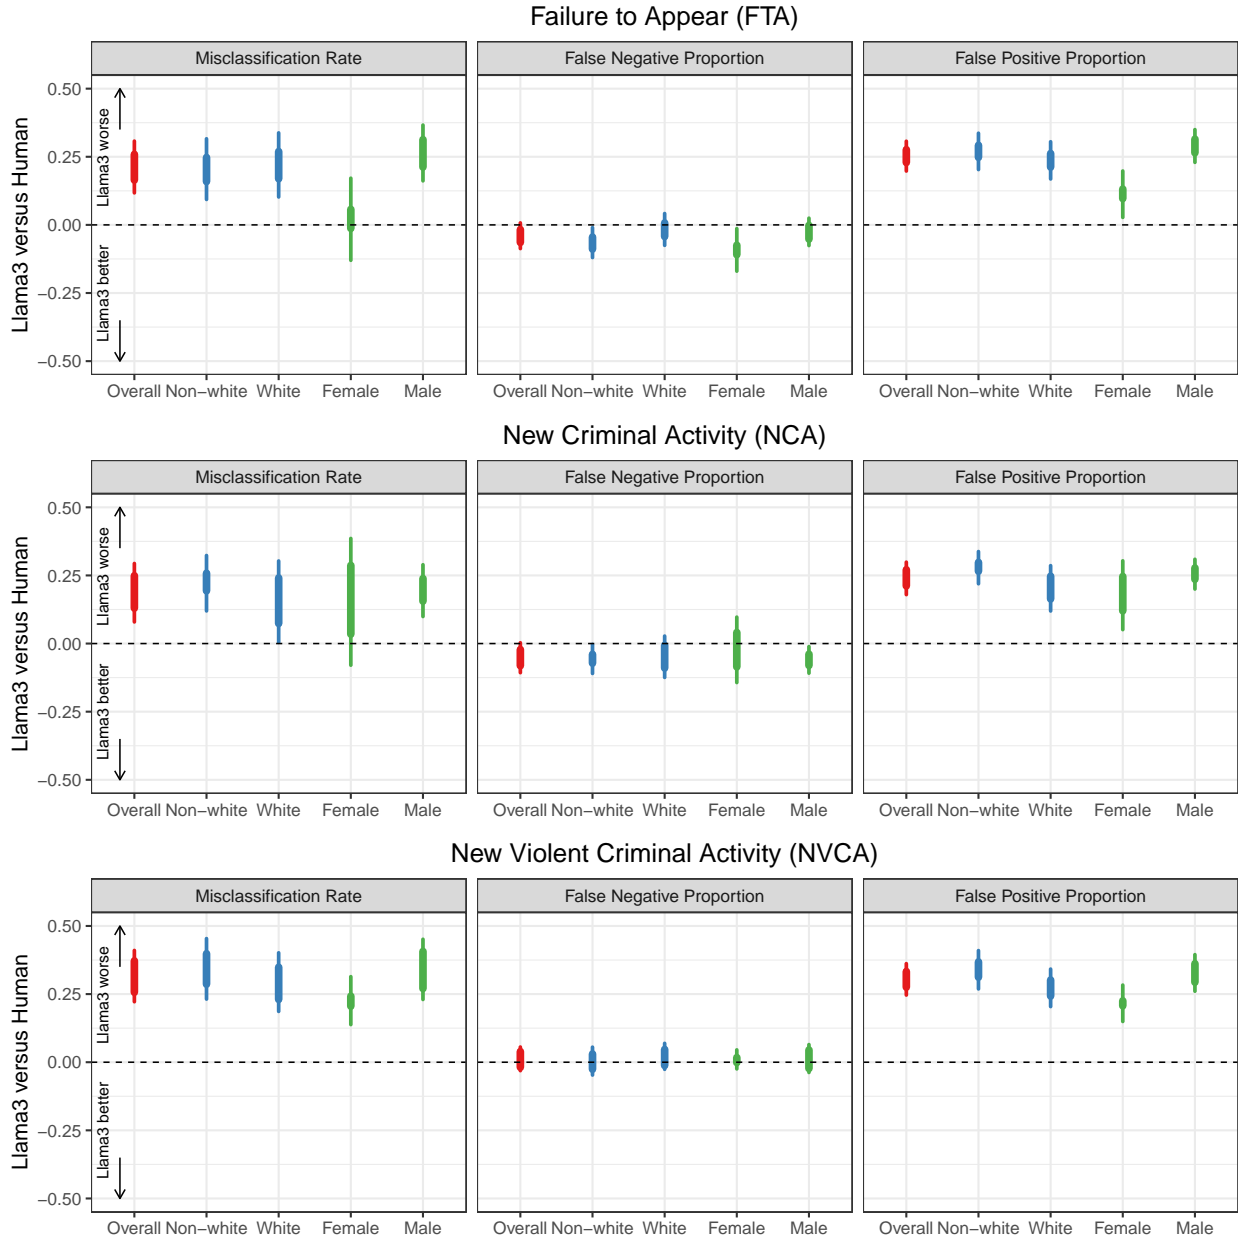 Failure to Appear (FTA)
Misclassification Rate
False Negative Proportion
False Positive Proportion
Llama3 versus Human
0.50
0.25
0.00
−0.25
−0.50
Llama3 worse
Llama3 better
Overall Non−white White Female Male
Overall Non−white White Female Male
Overall Non−white White Female Male
New Criminal Activity (NCA)
Misclassification Rate
False Negative Proportion
False Positive Proportion
Llama3 versus Human
0.50
0.25
0.00
−0.25
−0.50
Llama3 worse
Llama3 better
Overall Non−white White Female Male
Overall Non−white White Female Male
Overall Non−white White Female Male
New Violent Criminal Activity (NVCA)
Misclassification Rate
False Negative Proportion
False Positive Proportion
Llama3 versus Human
0.50
0.25
0.00
−0.25
−0.50
Llama3 worse
Llama3 better
Overall Non−white White Female Male
Overall Non−white White Female Male
Overall Non−white White Female Male